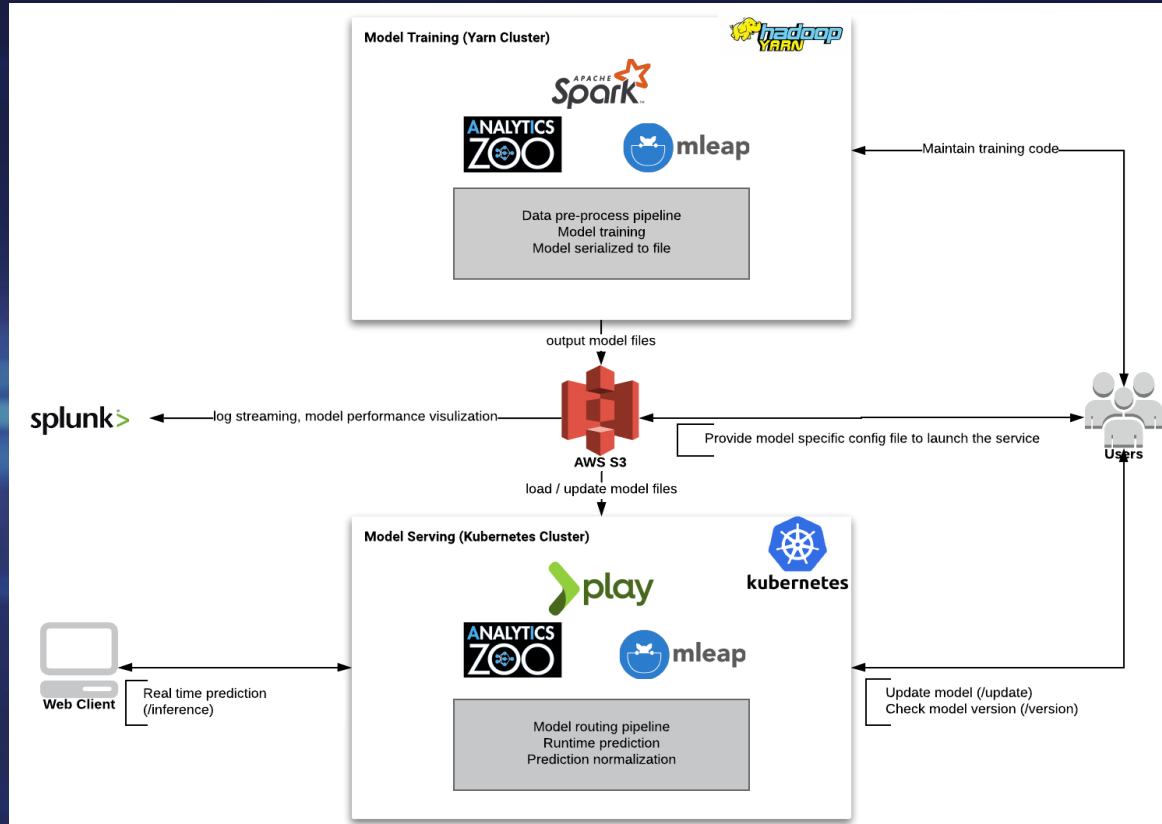 Model Training (Yarn Cluster)
hadoop
YARN
APACHE
Spark™
ANALYTICS
ZOO
mleap
Maintain training code
Data pre-process pipeline
Model training
Model serialized to file
output model files
splunk>
log streaming, model performance visulization
Provide model specific config file to launch the service
Users
AWS S3
load / update model files
Model Serving (Kubernetes Cluster)
kubernetes
play
ANALYTICS
ZOO
mleap
Web Client
Real time prediction
(/inference)
Update model (/update)
Check model version (/version)
Model routing pipeline
Runtime prediction
Prediction normalization